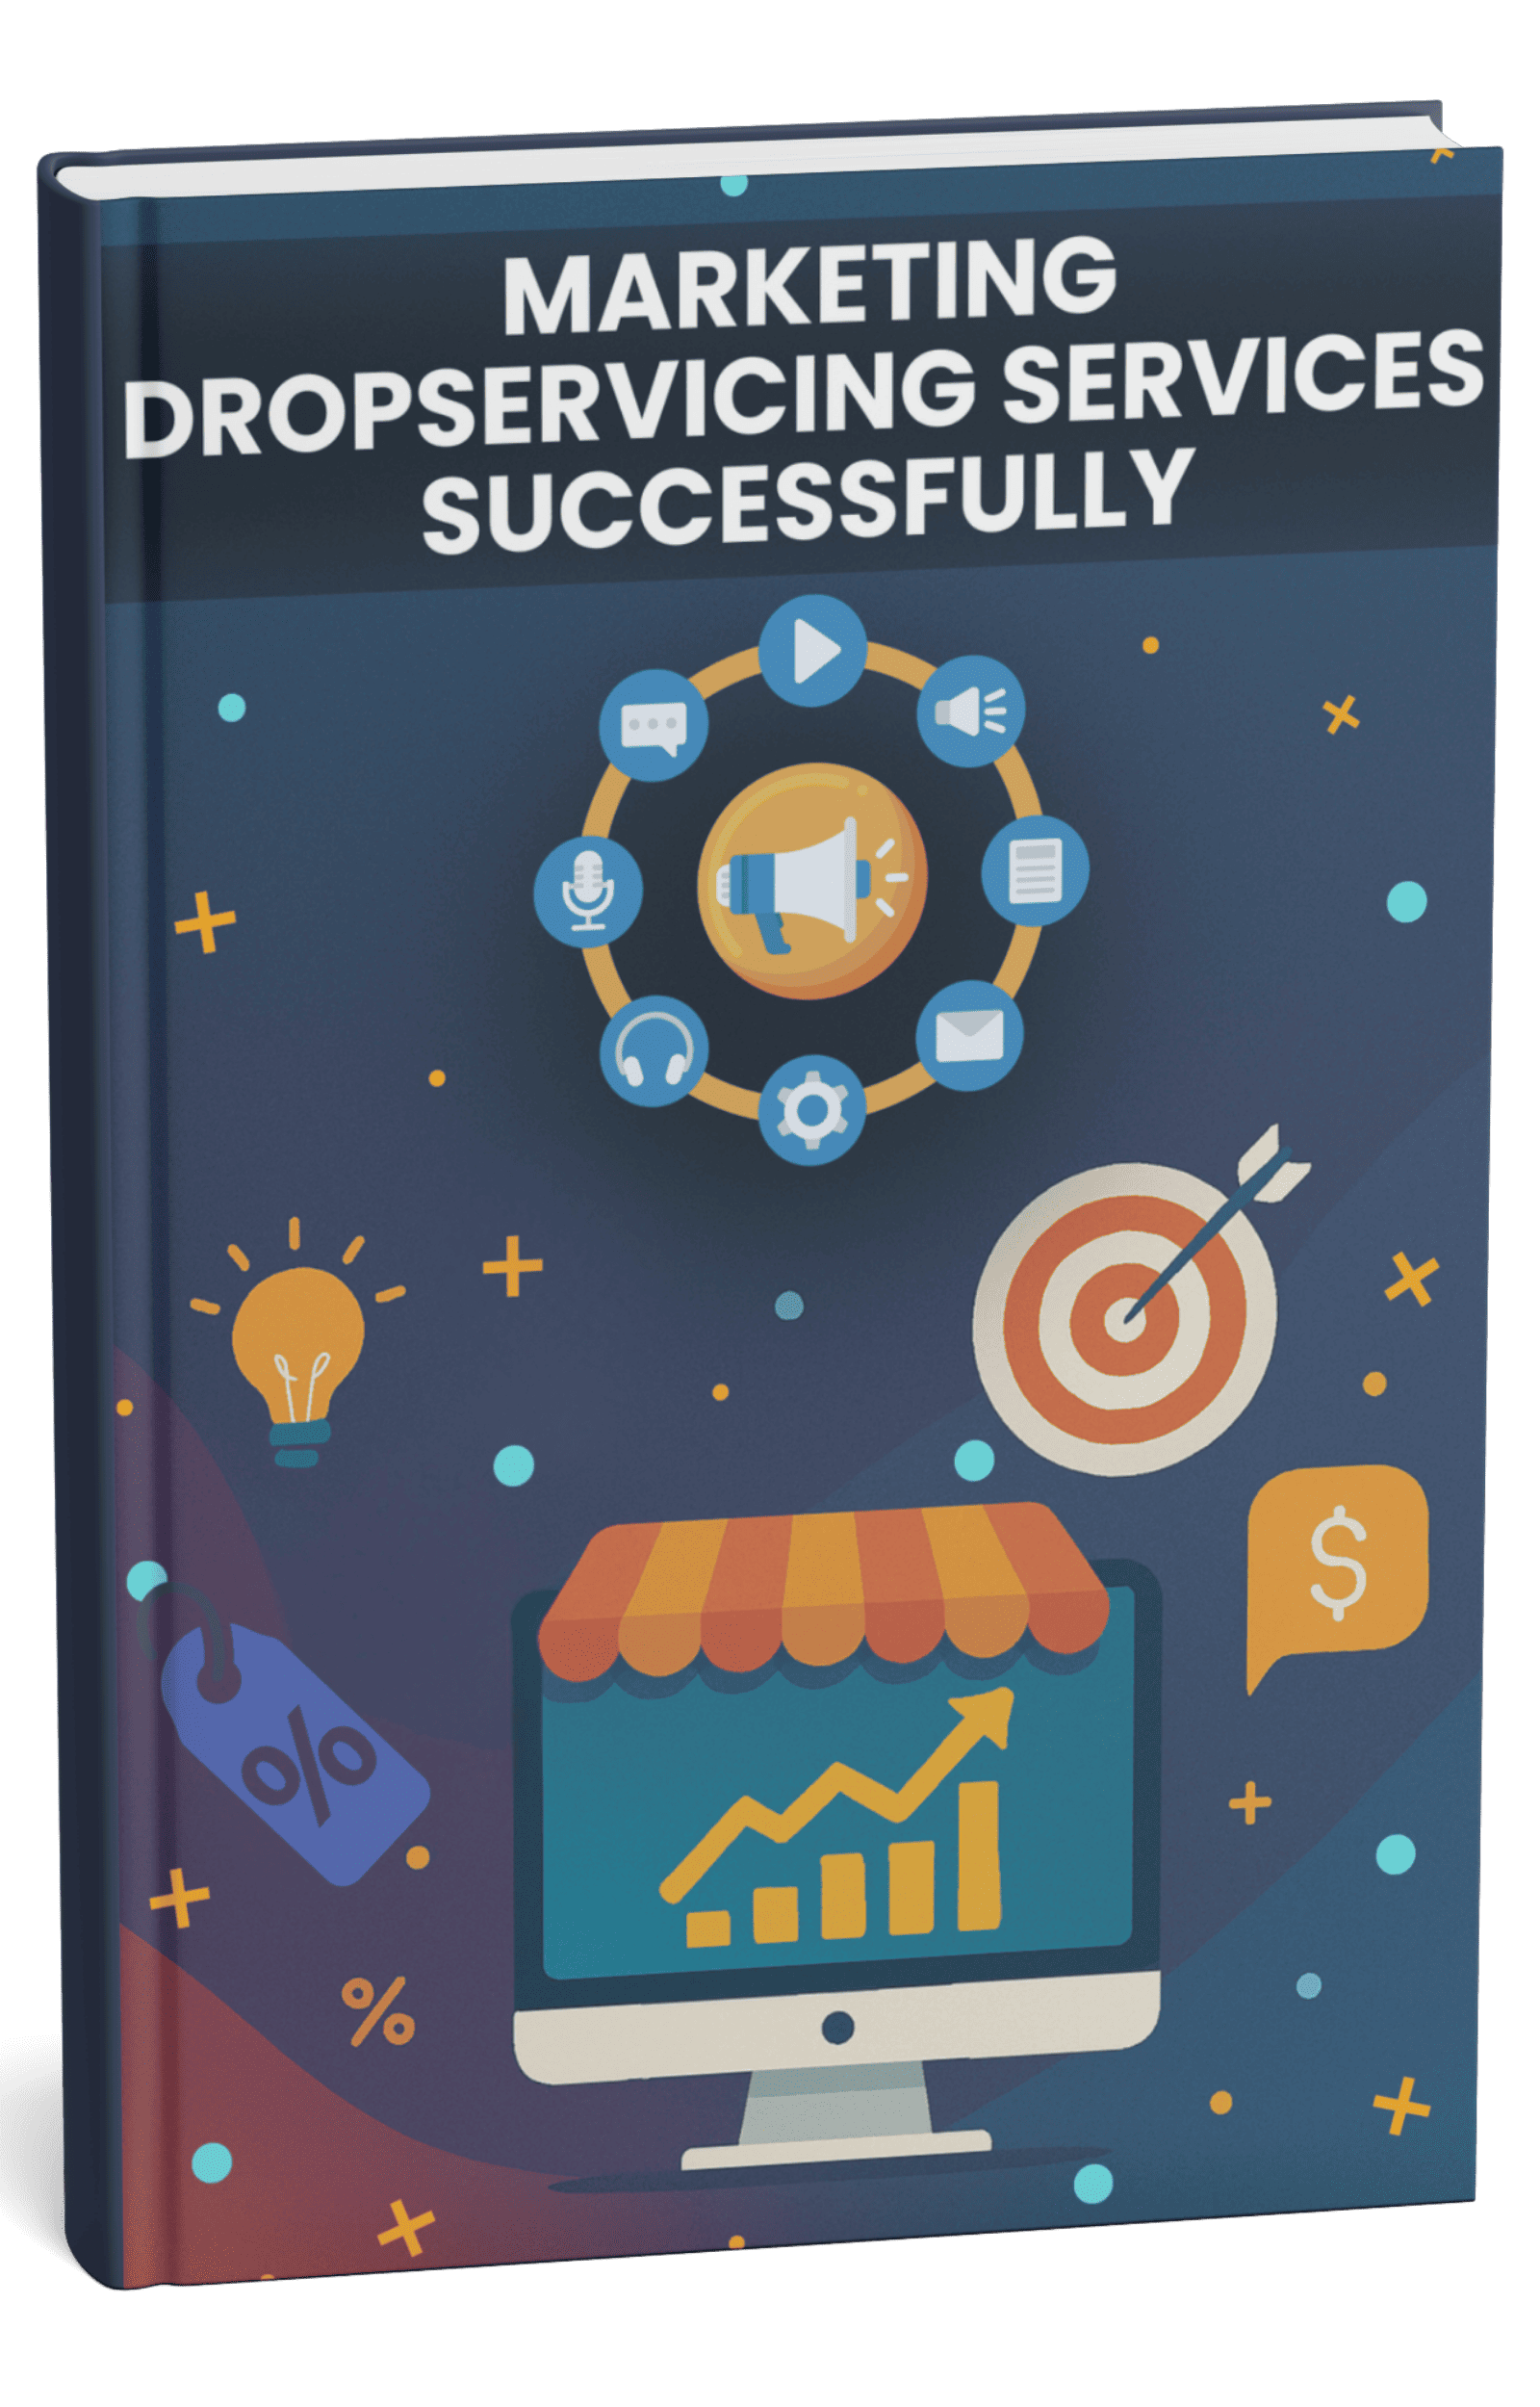 MARKETING
DROPSERVICING SERVICES
SUCCESSFULLY
$
%
%